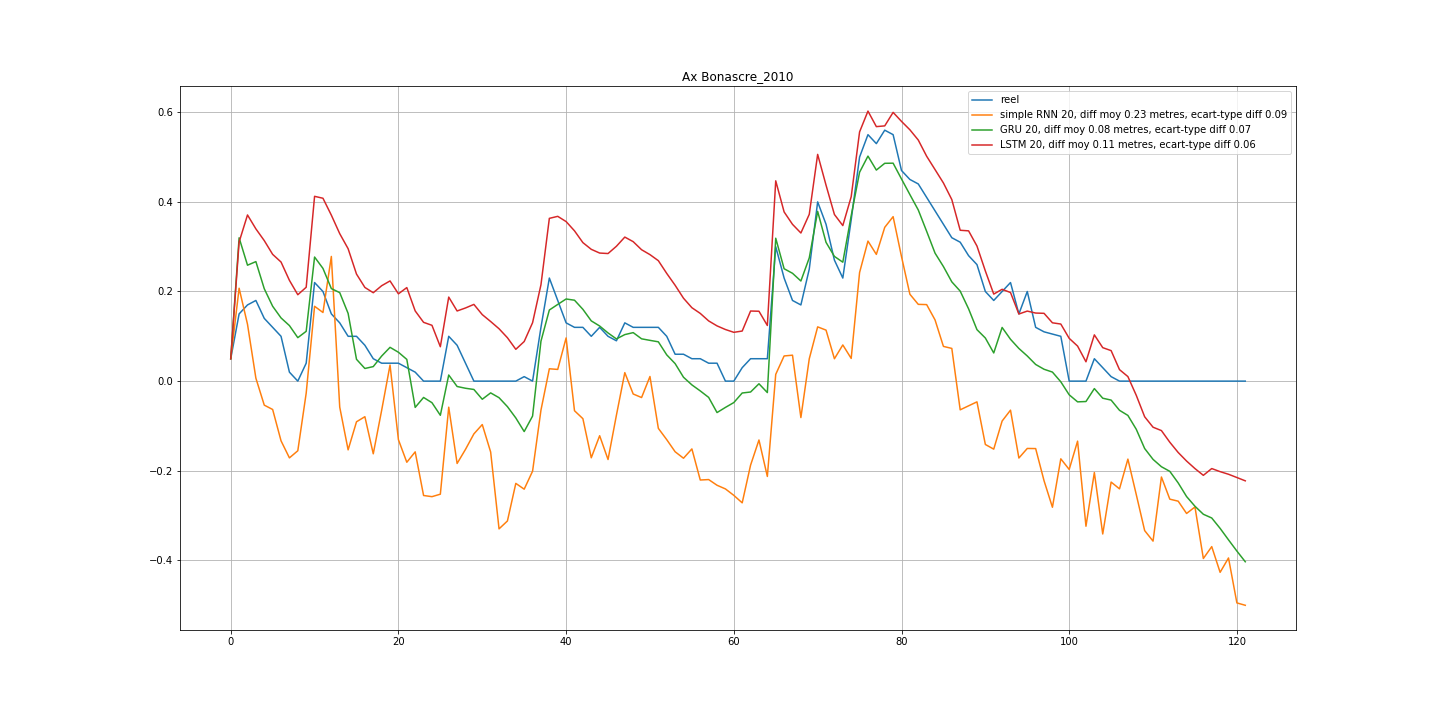 Ax Bonascre_2010
reel
simple RNN 20, diff moy 0.23 metres, ecart-type diff 0.09
GRU 20, diff moy 0.08 metres, ecart-type diff 0.07
LSTM 20, diff moy 0.11 metres, ecart-type diff 0.06
0.6
0.4
0.2
0.0
−0.2
−0.4
0 20 40 60 80 100 120